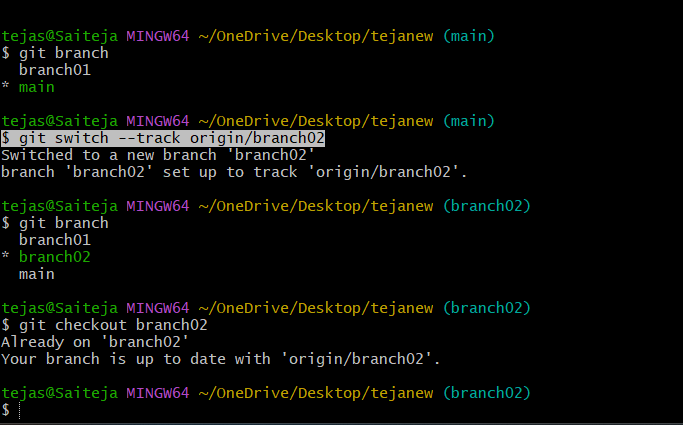 tejas@Saiteja MINGW64 ~/OneDrive/Desktop/tejanew (main)
$ git branch
  branch01
* main
tejas@Saiteja MINGW64 ~/OneDrive/Desktop/tejanew (main)
$ git switch --track origin/branch02
Switched to a new branch 'branch02'
branch 'branch02' set up to track 'origin/branch02'.
tejas@Saiteja MINGW64 ~/OneDrive/Desktop/tejanew (branch02)
$ git branch
  branch01
* branch02
  main
tejas@Saiteja MINGW64 ~/OneDrive/Desktop/tejanew (branch02)
$ git checkout branch02
Already on 'branch02'
Your branch is up to date with 'origin/branch02'.
tejas@Saiteja MINGW64 ~/OneDrive/Desktop/tejanew (branch02)
$